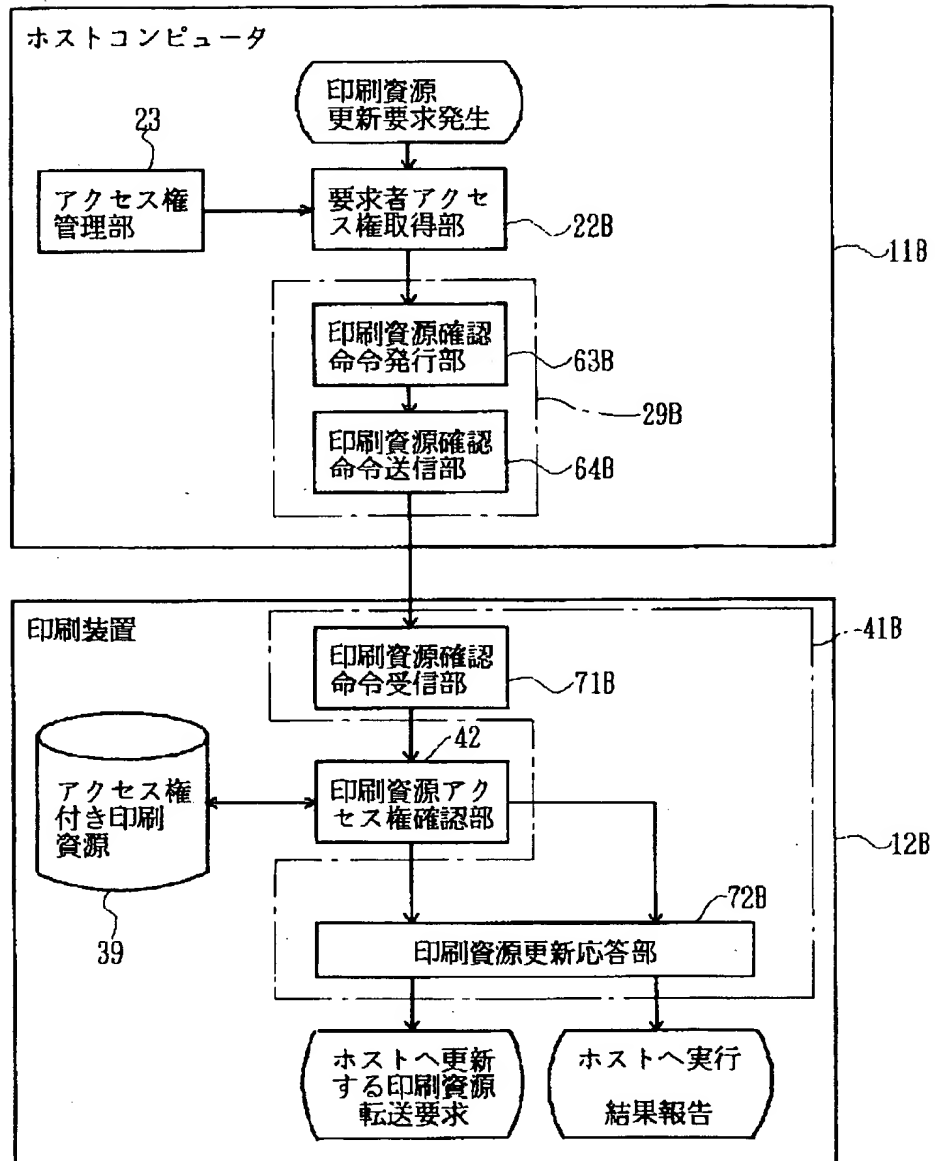 ホストコンピュータ
印刷資源
更新要求発生
23
アクセス権
管理部
要求者アクセ
ス権取得部
22B
11B
印刷資源確認
命令発行部
63B
29B
印刷資源確認
命令送信部
64B
印刷装置
41B
印刷資源確認
命令受信部
71B
42
アクセス権
付き印刷
資源
印刷資源アク
セス権確認部
12B
39
72B
印刷資源更新応答部
ホストへ更新
する印刷資源
転送要求
ホストへ実行
結果報告